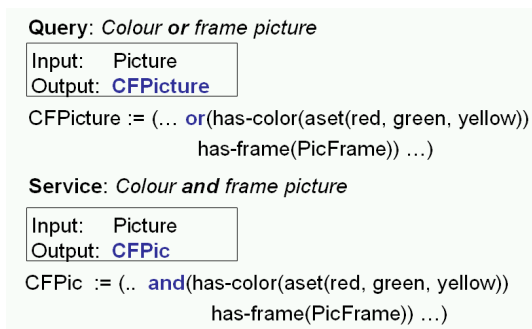 Query: Colour or frame picture
Input: Picture
Output: CFPicture
CFPicture := (... or(has-color(aset(red, green, yellow))
has-frame(PicFrame)) ...)
Service: Colour and frame picture
Input: Picture
Output: CFPic
CFPic := (.. and(has-color(aset(red, green, yellow))
has-frame(PicFrame)) ...)